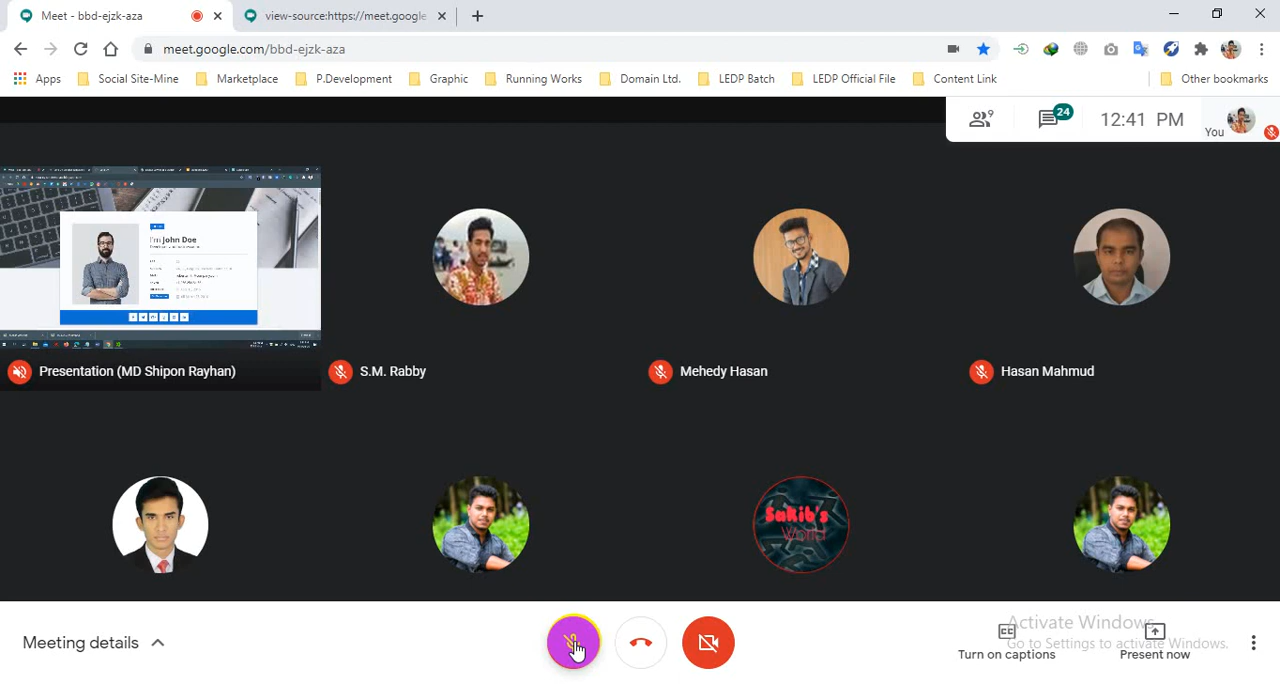 Meet - bbd-ejzk-aza
view-source:https://meet.google
meet.google.com/bbd-ejzk-aza
Apps
Social Site-Mine
Marketplace
P.Development
Graphic
Running Works
Domain Ltd.
LEDP Batch
LEDP Official File
Content Link
Other bookmarks
9
24
12:41 PM
You
I'm John Doe
Presentation (MD Shipon Rayhan)
S.M. Rabby
Mehedy Hasan
Hasan Mahmud
Sakib's
World
Meeting details
CC
Turn on captions
Present now
Activate Windows
Go to Settings to activate Windows.